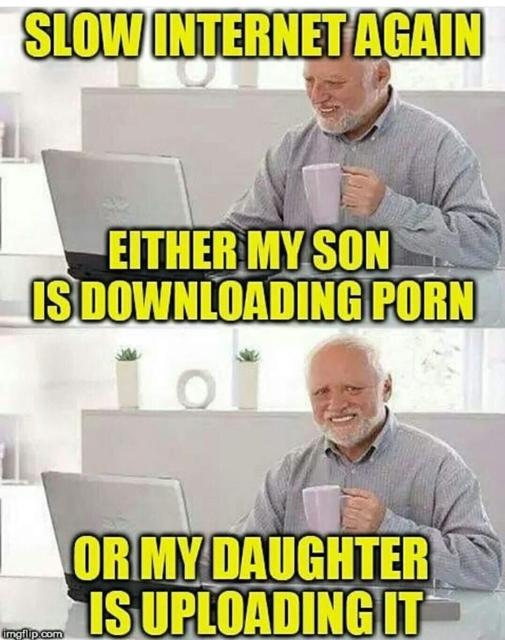 SLOW INTERNET AGAIN
EITHER MY SON
IS DOWNLOADING PORN
OR MY DAUGHTER
IS UPLOADING IT
imgflip.com